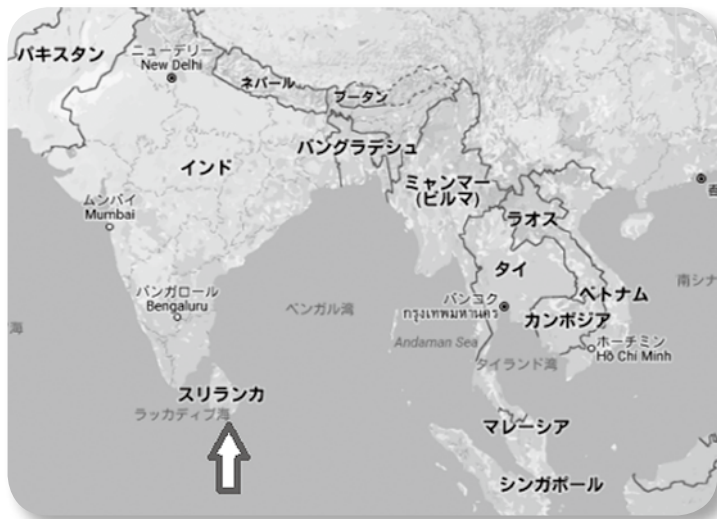 パキスタン
ニューデリー
New Delhi
ネパール
ブータン
バングラデシュ
インド
ミャンマー
(ビルマ)
ムンバイ
Mumbai
ラオス
タイ
バンガロール
Bengaluru
ベンガル湾
バンコク
กรุงเทพมหานคร
ベトナム
カンボジア
南シナ
海
Andaman Sea
ホーチミン
Hồ Chí Minh
タイランド湾
スリランカ
ラッカディブ海
マレーシア
シンガポール